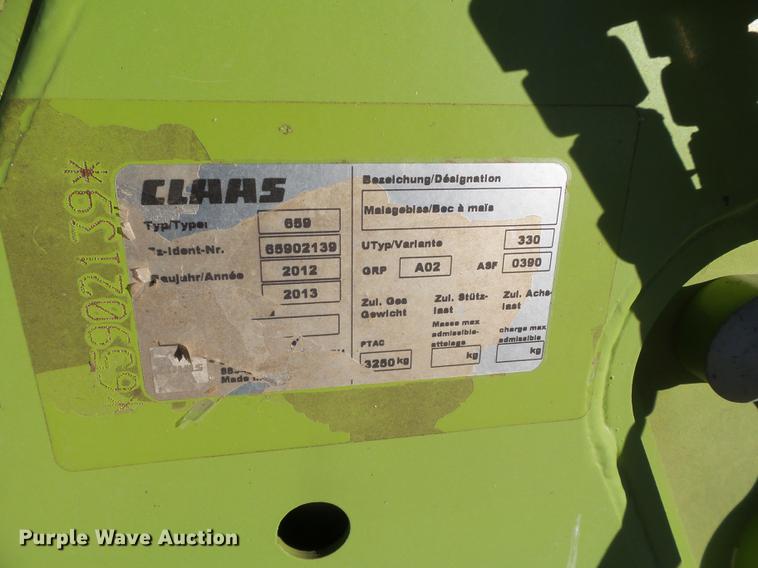 *65902139*
CLAAS
Typ/Type:
659
Fz-Ident-Nr.
65902139
Baujahr/Année
2012
2013
Made
Bezeichung/Désignation
Maisgebiss/Bec à maïs
UTyp/Variante
330
GRP
A02
ASF
0390
Zul. Ges
Gewicht
Zul. Stütz-
last
Zul. Achs-
last
PTAC
Masse max
admissible-
attelage
charge max
admissible
3250 kg
kg
kg
Purple Wave Auction